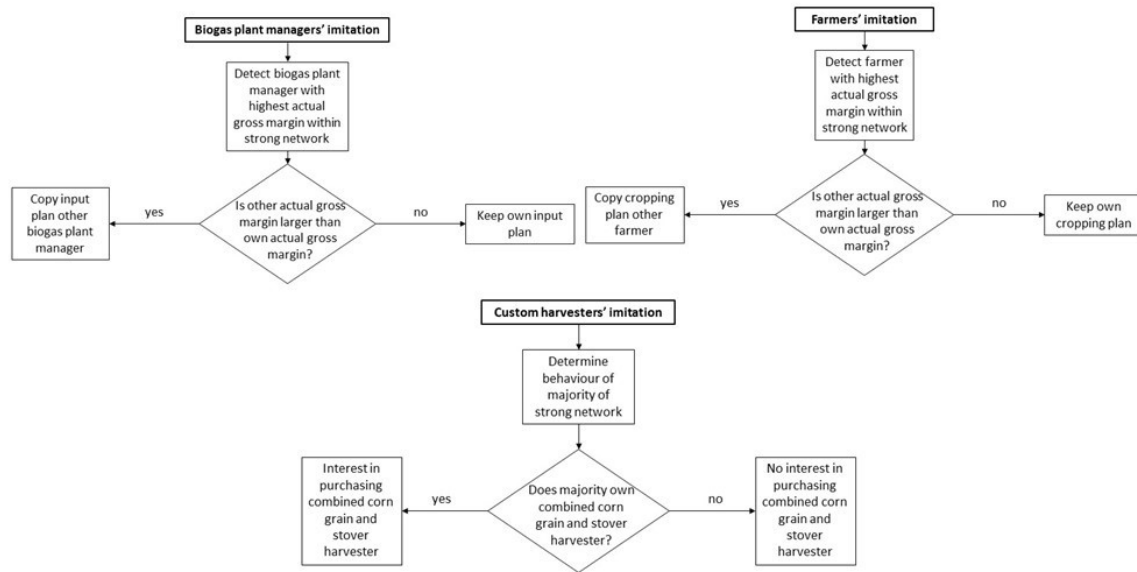 Biogas plant managers' imitation
Detect biogas plant
manager with
highest actual
gross margin within
strong network
Is other actual gross
margin larger than
own actual gross
margin?
yes
Copy input
plan other
biogas plant
manager
no
Keep own input
plan
Farmers' imitation
Detect farmer
with highest
actual gross
margin within
strong network
Is other actual gross
margin larger than
own actual gross
margin?
yes
Copy cropping
plan other
farmer
no
Keep own
cropping plan
Custom harvesters' imitation
Determine
behaviour of
majority of
strong network
Does majority own
combined corn
grain and stover
harvester?
yes
Interest in
purchasing
combined corn
grain and
stover
harvester
no
No interest in
purchasing
combined corn
grain and
stover
harvester